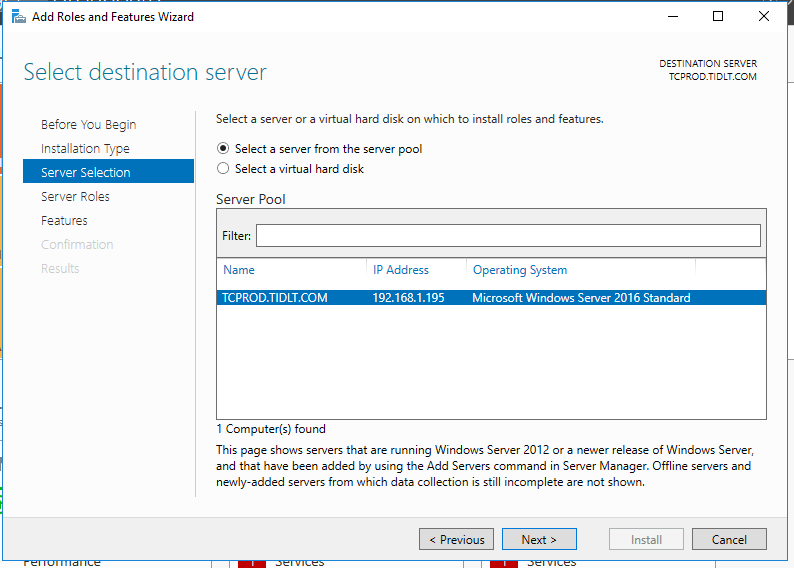 Add Roles and Features Wizard
Select destination server
DESTINATION SERVER
TCPROD.TIDLT.COM
Before You Begin
Installation Type
Server Selection
Server Roles
Features
Confirmation
Results
Select a server or a virtual hard disk on which to install roles and features.
Select a server from the server pool
Select a virtual hard disk
Server Pool
Filter:
Name IP Address Operating System
TCPROD.TIDLT.COM 192.168.1.195 Microsoft Windows Server 2016 Standard
1 Computer(s) found
This page shows servers that are running Windows Server 2012 or a newer release of Windows Server,
and that have been added by using the Add Servers command in Server Manager. Offline servers and
newly-added servers from which data collection is still incomplete are not shown.
< Previous Next > Install Cancel
Performance 1 Services 1 Services